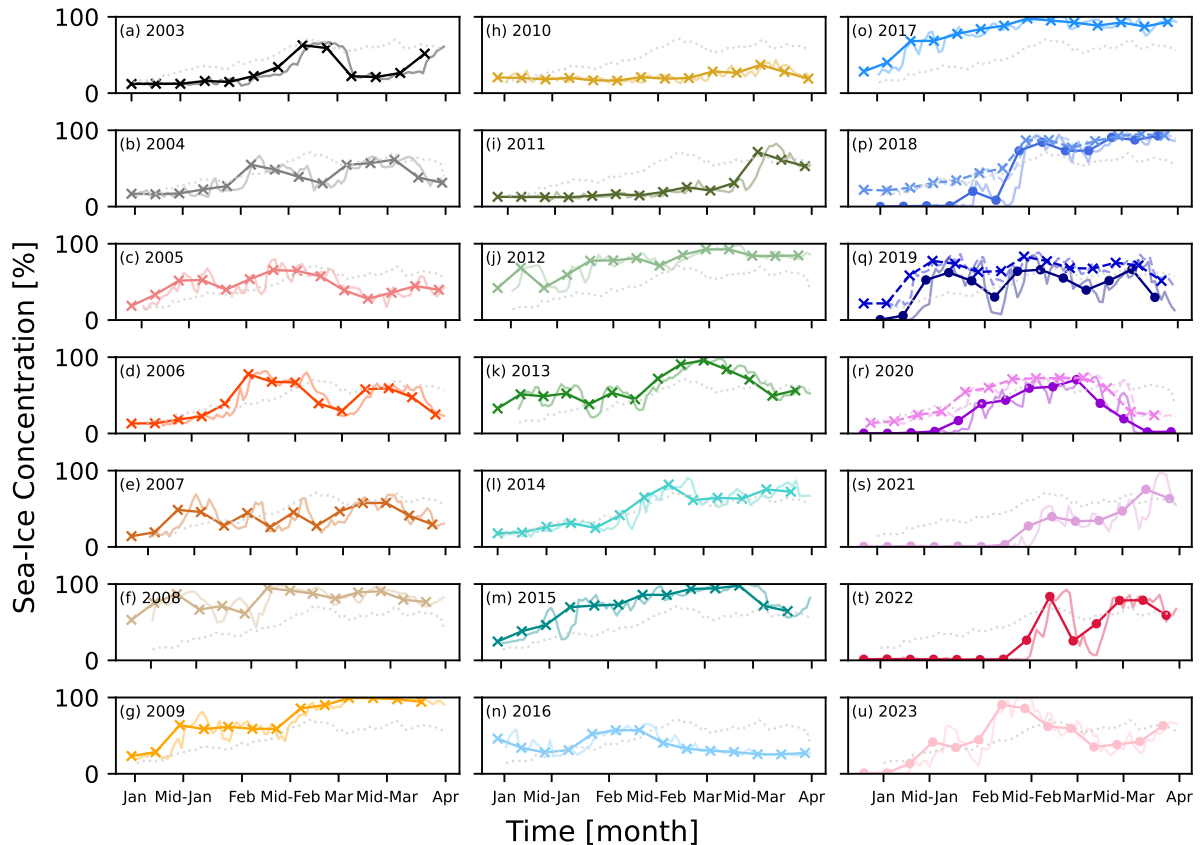 100
0
(a) 2003
(h) 2010
(o) 2017
100
0
(b) 2004
(i) 2011
(p) 2018
100
0
(c) 2005
(j) 2012
(q) 2019
100
0
(d) 2006
(k) 2013
(r) 2020
100
0
(e) 2007
(l) 2014
(s) 2021
100
0
(f) 2008
(m) 2015
(t) 2022
100
0
(g) 2009
(n) 2016
(u) 2023
Sea-Ice Concentration [%]
Jan Mid-Jan Feb Mid-Feb Mar Mid-Mar Apr
Jan Mid-Jan Feb Mid-Feb Mar Mid-Mar Apr
Jan Mid-Jan Feb Mid-Feb Mar Mid-Mar Apr
Time [month]